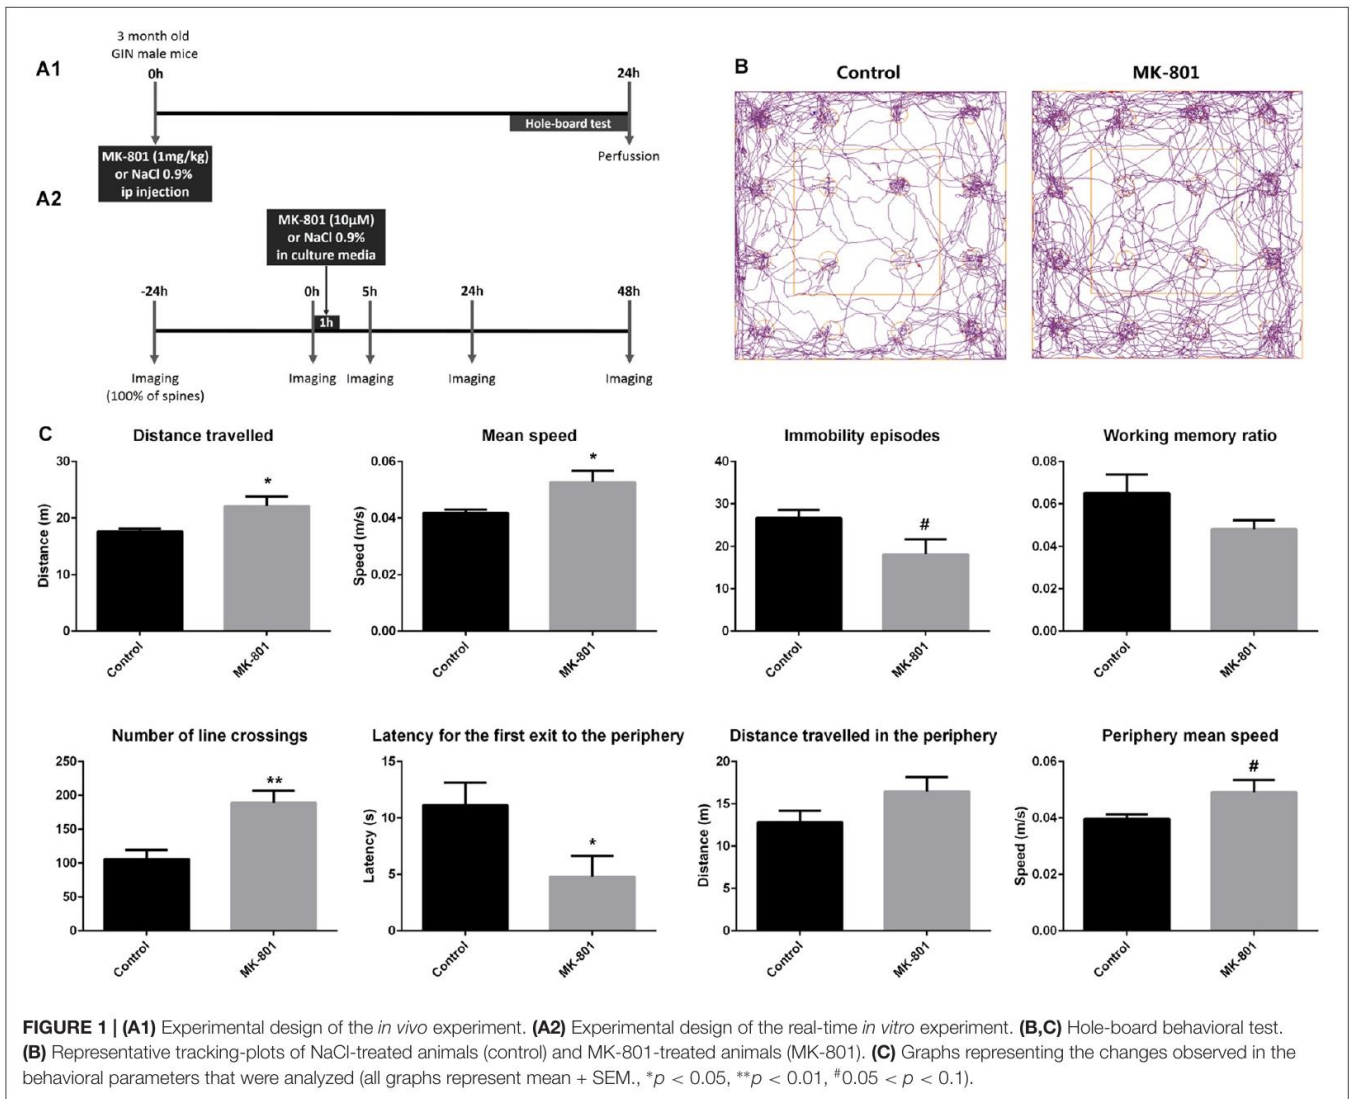 A1
3 month old
GIN male mice
0h
24h
Hole-board test
MK-801 (1mg/kg)
or NaCl 0.9%
ip injection
Perfussion
A2
MK-801 (10µM)
or NaCl 0.9%
in culture media
-24h
0h
5h
24h
48h
1h
Imaging
(100% of spines)
Imaging
Imaging
Imaging
Imaging
B
Control
MK-801
C
Distance travelled
Distance (m)
30
20
10
0
Control
MK-801
*
Mean speed
Speed (m/s)
0.06
0.04
0.02
0.00
Control
MK-801
*
Immobility episodes
40
30
20
10
0
Control
MK-801
#
Working memory ratio
0.08
0.06
0.04
0.02
0.00
Control
MK-801
Number of line crossings
250
200
150
100
50
0
Control
MK-801
**
Latency for the first exit to the periphery
Latency (s)
15
10
5
0
Control
MK-801
*
Distance travelled in the periphery
Distance (m)
20
15
10
5
0
Control
MK-801
Periphery mean speed
Speed (m/s)
0.06
0.04
0.02
0.00
Control
MK-801
#
FIGURE 1 | (A1) Experimental design of the in vivo experiment. (A2) Experimental design of the real-time in vitro experiment. (B,C) Hole-board behavioral test.
(B) Representative tracking-plots of NaCl-treated animals (control) and MK-801-treated animals (MK-801). (C) Graphs representing the changes observed in the
behavioral parameters that were analyzed (all graphs represent mean + SEM., *p < 0.05, **p < 0.01, #0.05 < p < 0.1).